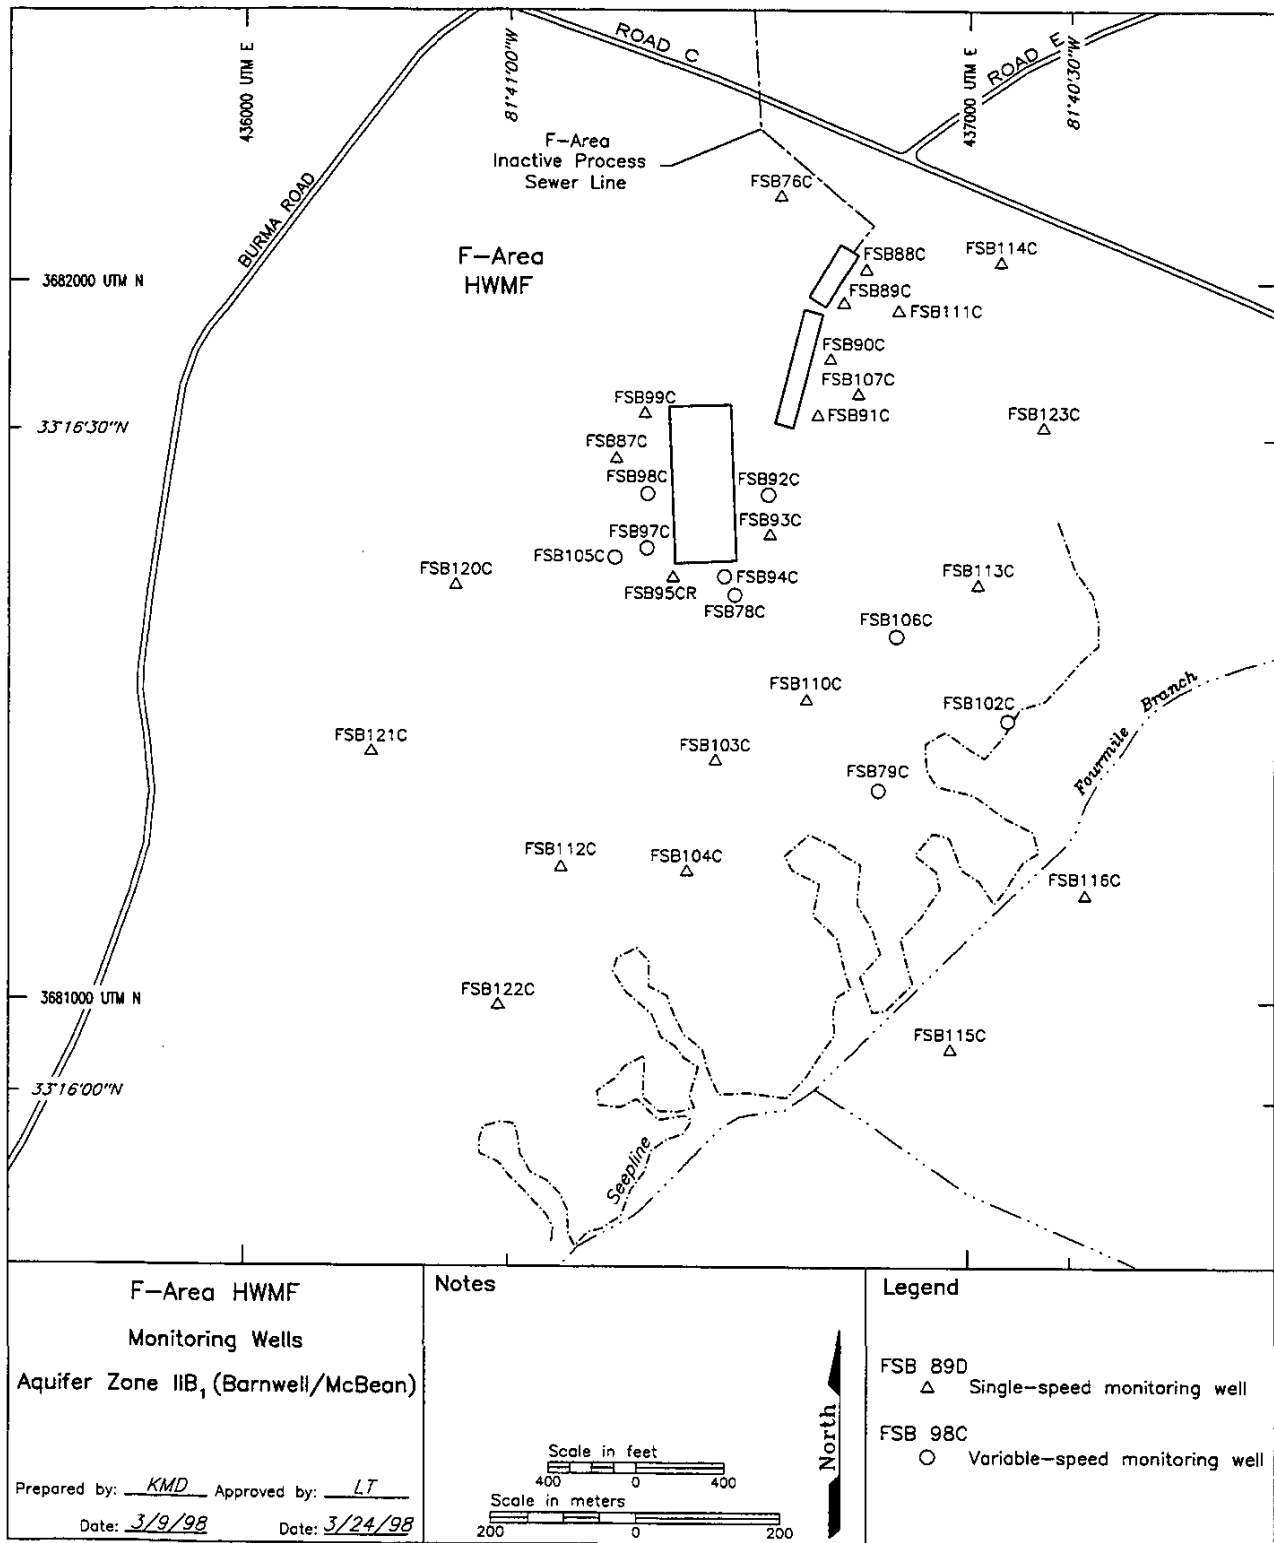 436000 UTM E
81°41'00"W
ROAD C
437000 UTM E
ROAD E
81°40'30"W
F-Area
Inactive Process
Sewer Line
BURMA ROAD
FSB76C
F-Area
HWMF
FSB88C
FSB114C
3682000 UTM N
FSB89C
FSB111C
FSB90C
FSB107C
FSB99C
FSB91C
FSB123C
33°16'30"N
FSB87C
FSB98C
FSB92C
FSB93C
FSB97C
FSB105C
FSB120C
FSB95CR
FSB94C
FSB78C
FSB113C
FSB106C
FSB110C
FSB102C
Fourmile Branch
FSB121C
FSB103C
FSB79C
FSB112C
FSB104C
FSB116C
3681000 UTM N
FSB122C
FSB115C
33°16'00"N
Seepline
F-Area HWMF
Monitoring Wells
Aquifer Zone IIB₁ (Barnwell/McBean)
Prepared by: KMD Approved by: LT
Date: 3/9/98 Date: 3/24/98
Notes
Scale in feet
400 0 400
Scale in meters
200 0 200
North
Legend
FSB 89D
Single-speed monitoring well
FSB 98C
Variable-speed monitoring well